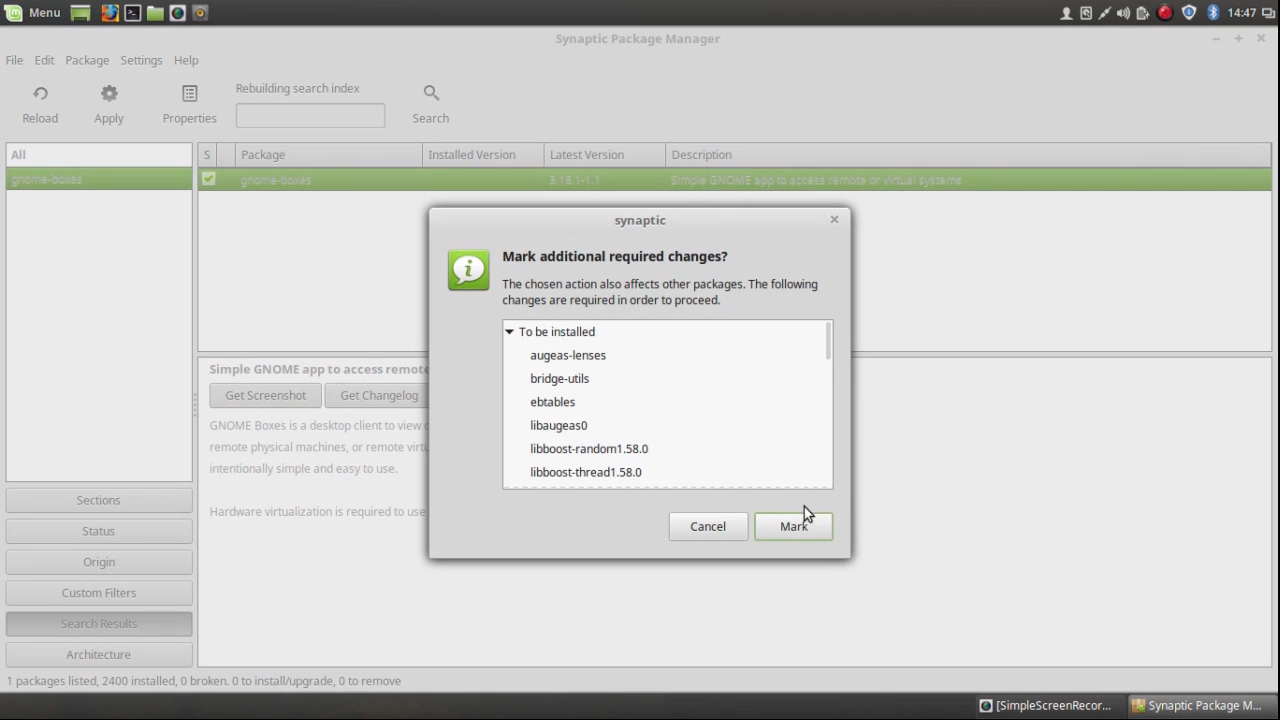 Menu
14:47
Synaptic Package Manager
File Edit Package Settings Help
Rebuilding search index
Reload Apply Properties Search
All
S Package Installed Version Latest Version Description
gnome-boxes
gnome-boxes 3.18.1-1.1 Simple GNOME app to access remote or virtual systems
synaptic
Mark additional required changes?
The chosen action also affects other packages. The following
changes are required in order to proceed.
To be installed
augeas-lenses
bridge-utils
ebtables
libaugeas0
libboost-random1.58.0
libboost-thread1.58.0
Cancel Mark
Simple GNOME app to access remote
Get Screenshot Get Changelog
GNOME Boxes is a desktop client to view
remote physical machines, or remote virtu
intentionally simple and easy to use.
Hardware virtualization is required to use
Sections
Status
Origin
Custom Filters
Search Results
Architecture
1 packages listed, 2400 installed, 0 broken. 0 to install/upgrade, 0 to remove
[SimpleScreenRecor... Synaptic Package M...